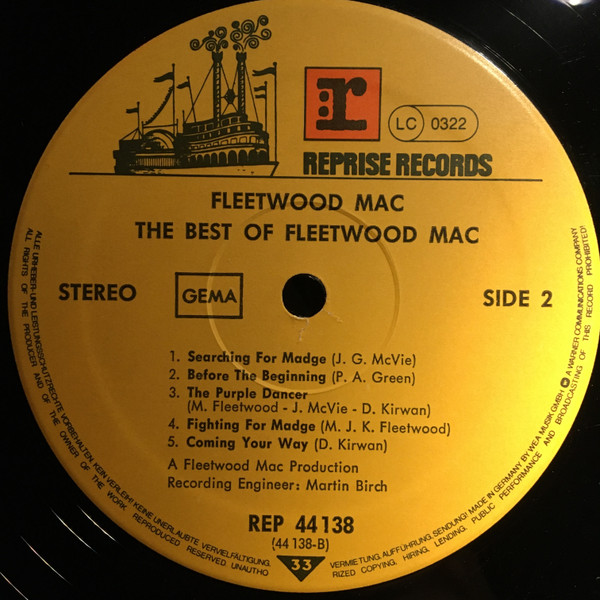 r
LC 0322
REPRISE RECORDS
FLEETWOOD MAC
THE BEST OF FLEETWOOD MAC
STEREO GEMA SIDE 2
1. Searching For Madge (J. G. McVie)
2. Before The Beginning (P. A. Green)
3. The Purple Dancer
(M. Fleetwood - J. McVie - D. Kirwan)
4. Fighting For Madge (M. J. K. Fleetwood)
5. Coming Your Way (D. Kirwan)
A Fleetwood Mac Production
Recording Engineer: Martin Birch
REP 44 138
(44 138-B)
33
ALLE URHEBER- UND LEISTUNGSSCHUTZRECHTE VORBEHALTEN. KEIN VERLEIH! KEINE UNERLAUBTE VERVIELFÄLTIGUNG.
VERMIETUNG. AUFFÜHRUNG. SENDUNG! MADE IN GERMANY BY WEA MUSIK GMBH A WARNER COMMUNICATIONS COMPANY
ALL RIGHTS OF THE PRODUCER AND OF THE OWNER OF THE WORK REPRODUCED RESERVED. UNAUTHO
RIZED COPYING. HIRING. LENDING. PUBLIC PERFORMANCE AND BROADCASTING OF THIS RECORD PROHIBITED!